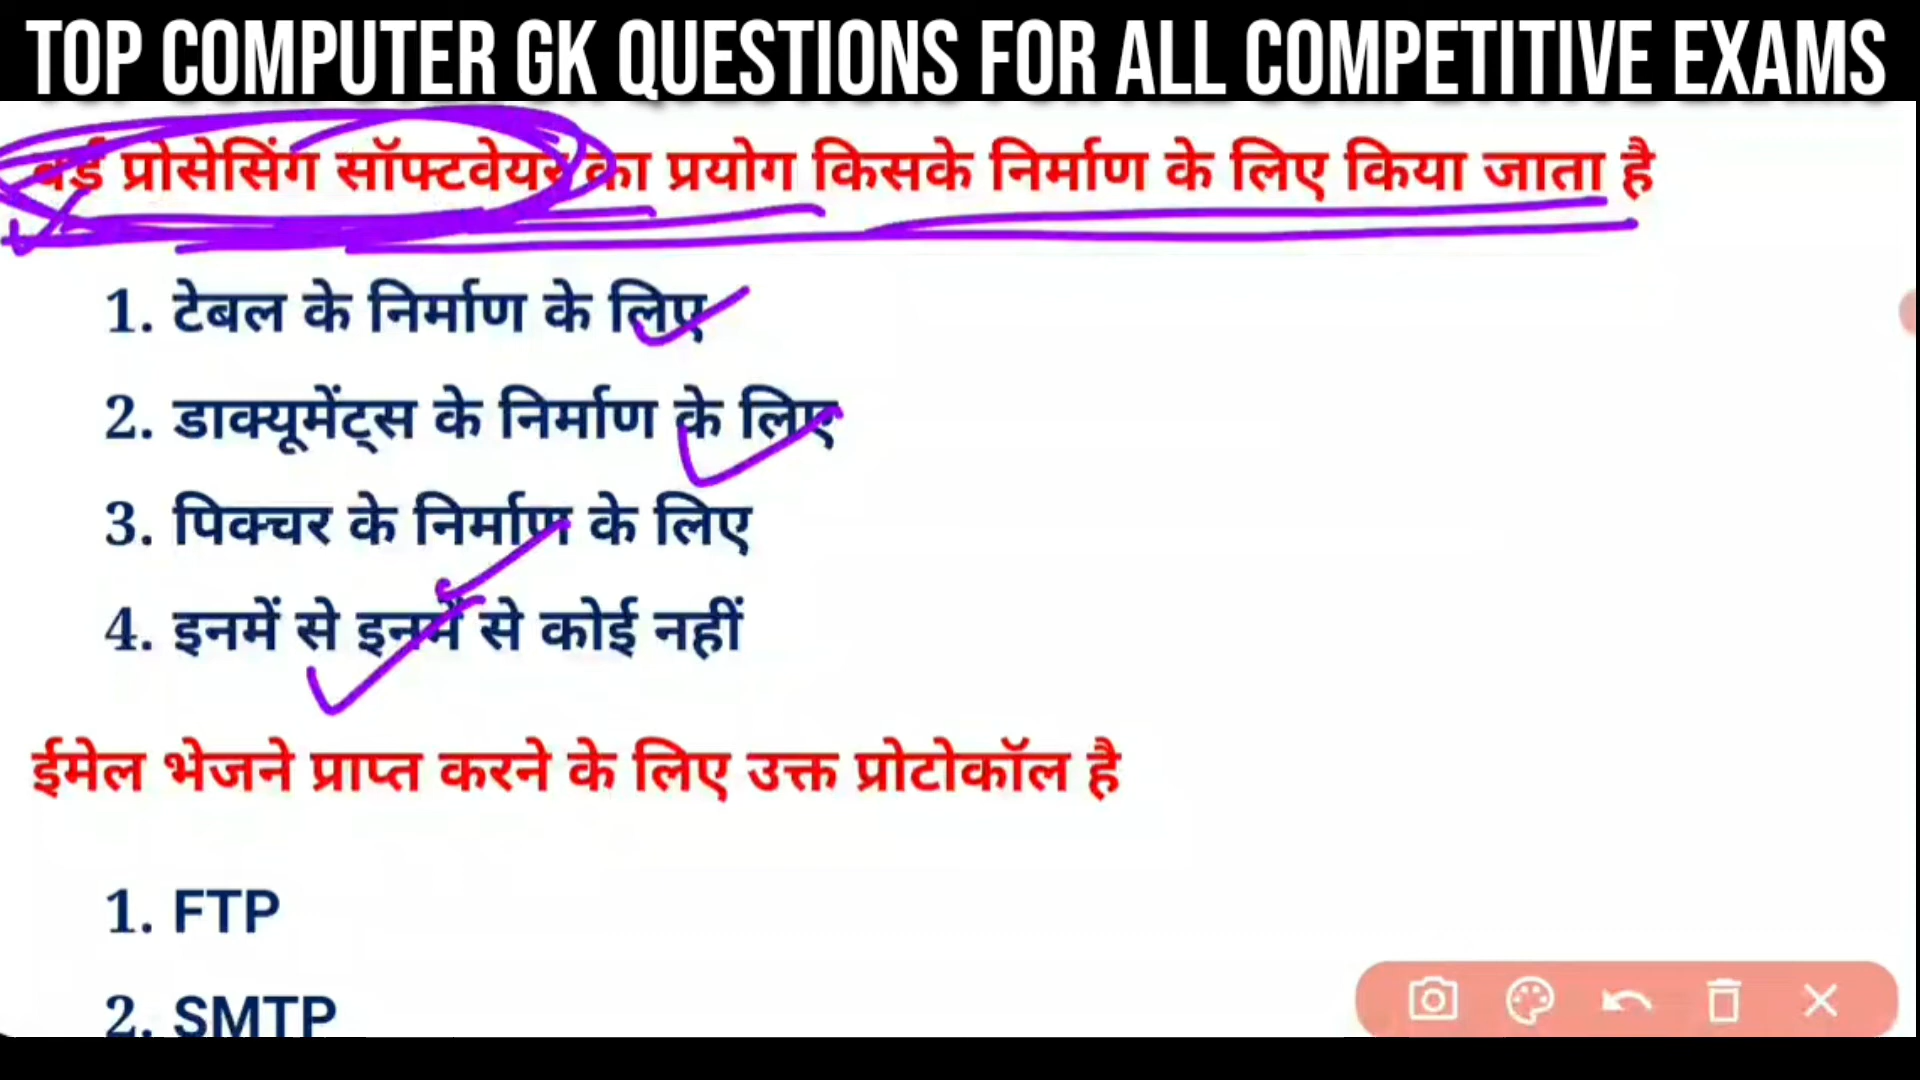 TOP COMPUTER GK QUESTIONS FOR ALL COMPETITIVE EXAMS
वर्ड प्रोसेसिंग सॉफ्टवेयर का प्रयोग किसके निर्माण के लिए किया जाता है
1. टेबल के निर्माण के लिए
2. डाक्यूमेंट्स के निर्माण के लिए
3. पिक्चर के निर्माण के लिए
4. इनमें से इनमें से कोई नहीं
ईमेल भेजने प्राप्त करने के लिए उक्त प्रोटोकॉल है
1. FTP
2. SMTP